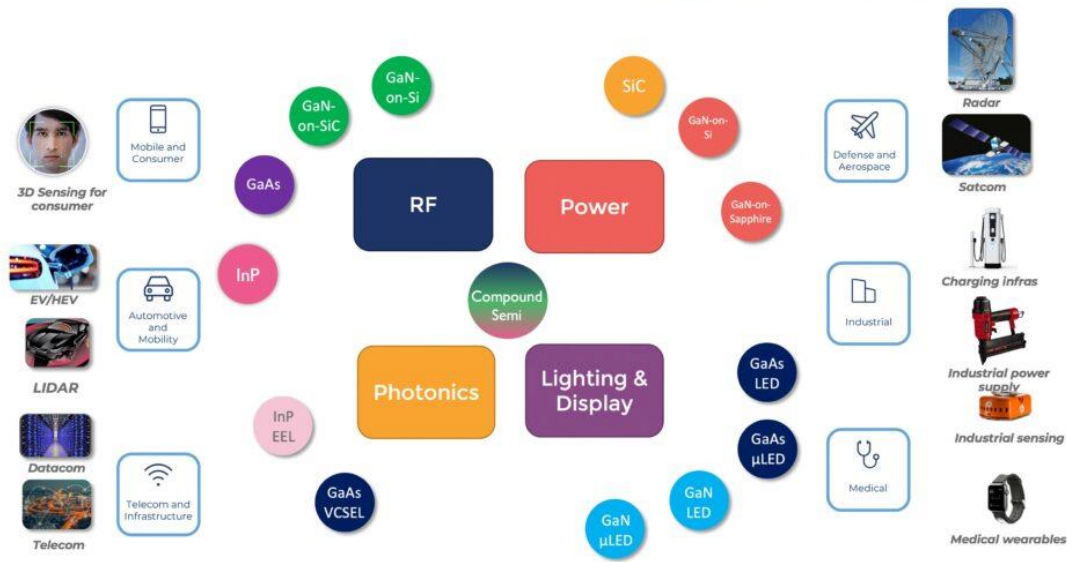 3D Sensing for
consumer
Mobile and
Consumer
EV/HEV
LIDAR
Automotive
and
Mobility
Datacom
Telecom
Telecom and
Infrastructure
GaN-
on-Si
GaN-
on-SiC
GaAs
InP
RF
Power
Compound
Semi
Photonics
Lighting &
Display
InP
EEL
GaAs
VCSEL
SiC
GaN-on-
Si
GaN-on-
Sapphire
GaAs
LED
GaAs
µLED
GaN
LED
GaN
µLED
Defense and
Aerospace
Industrial
Medical
Radar
Satcom
Charging infras
Industrial power
supply
Industrial sensing
Medical wearables